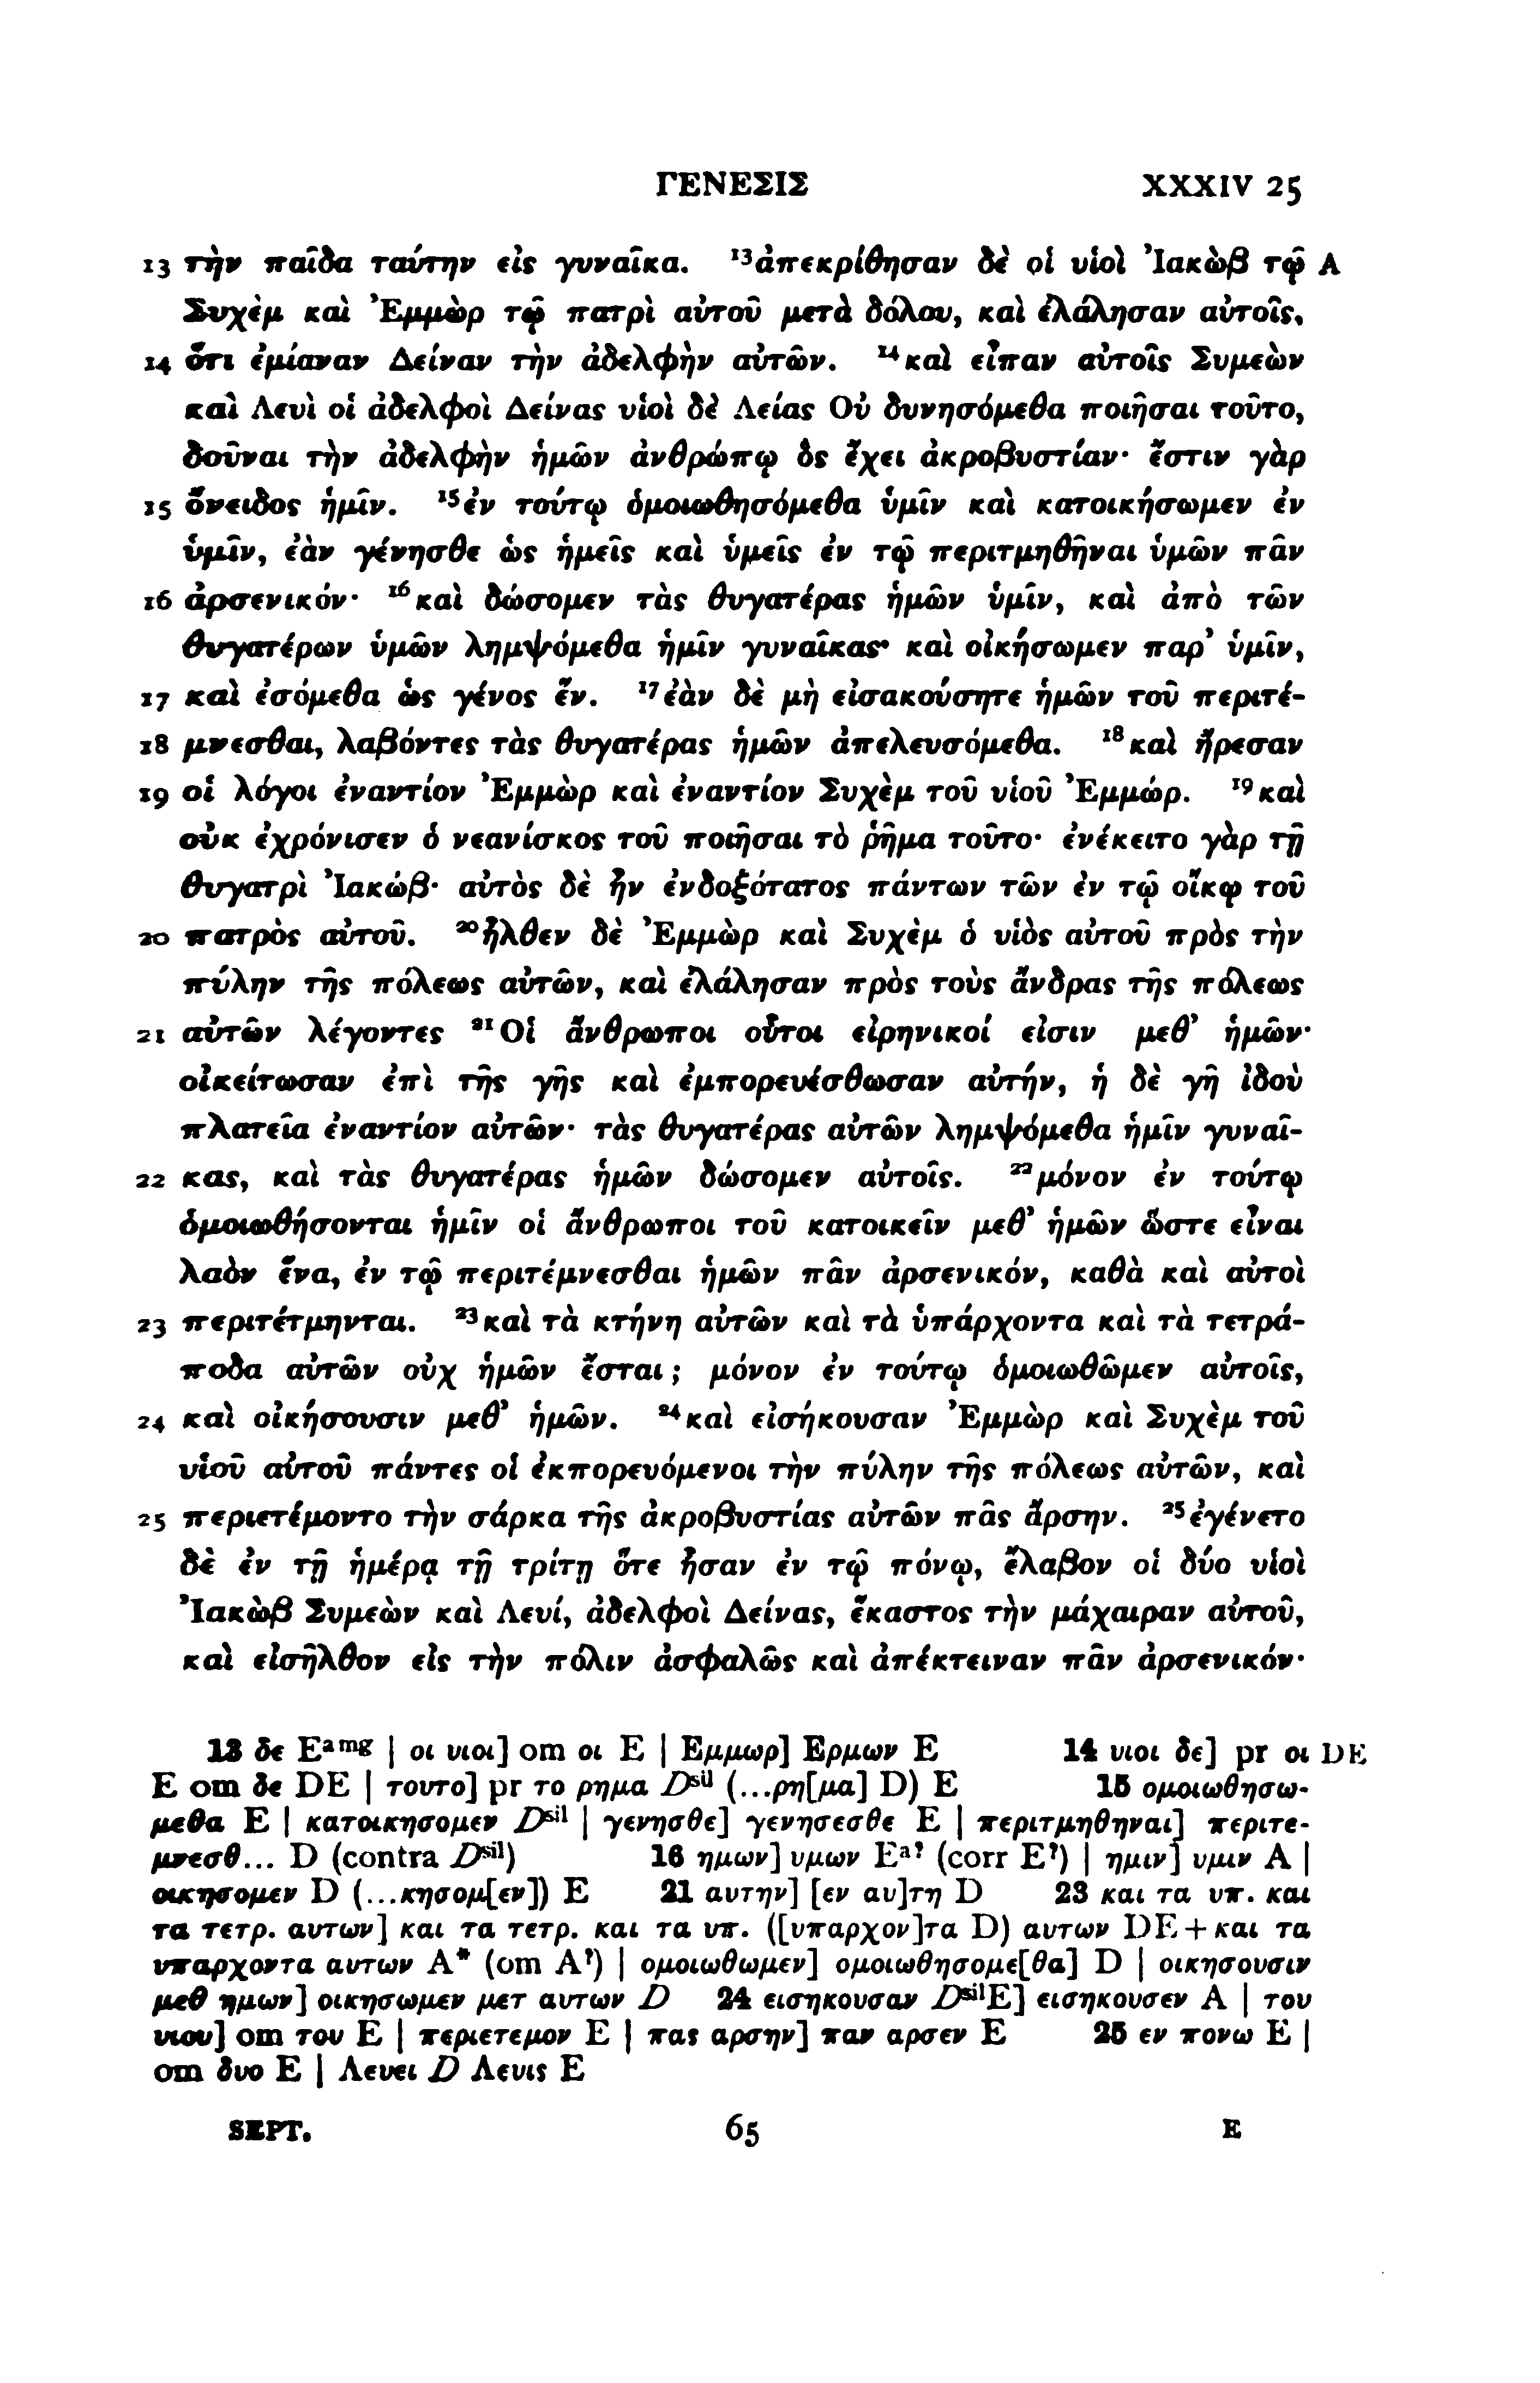 ΓΕΝΕΣΙΣ XXXIV 25
13 τὴν παῖδα ταύτην εἰς γυναῖκα. ¹³ἀπεκρίθησαν δὲ οἱ υἱοὶ Ἰακὼβ τῷ A
Συχὲμ καὶ Ἐμμὼρ τῷ πατρὶ αὐτοῦ μετὰ δόλου, καὶ ἐλάλησαν αὐτοῖς,
14 ὅτι ἐμίαναν Δείναν τὴν ἀδελφὴν αὐτῶν. ¹⁴καὶ εἶπαν αὐτοῖς Συμεὼν
καὶ Λευὶ οἱ ἀδελφοὶ Δείνας υἱοὶ δὲ Λείας Οὐ δυνησόμεθα ποιῆσαι τοῦτο,
δοῦναι τὴν ἀδελφὴν ἡμῶν ἀνθρώπῳ ὃς ἔχει ἀκροβυστίαν· ἔστιν γὰρ
15 ὄνειδος ἡμῖν. ¹⁵ἐν τούτῳ ὁμοιωθησόμεθα ὑμῖν καὶ κατοικήσωμεν ἐν
ὑμῖν, ἐὰν γένησθε ὡς ἡμεῖς καὶ ὑμεῖς ἐν τῷ περιτμηθῆναι ὑμῶν πᾶν
16 ἀρσενικόν· ¹⁶καὶ δώσομεν τὰς θυγατέρας ἡμῶν ὑμῖν, καὶ ἀπὸ τῶν
θυγατέρων ὑμῶν λημψόμεθα ἡμῖν γυναῖκας· καὶ οἰκήσωμεν παρ’ ὑμῖν,
17 καὶ ἐσόμεθα ὡς γένος ἕν. ¹⁷ἐὰν δὲ μὴ εἰσακούσητε ἡμῶν τοῦ περιτέ-
18 μνεσθαι, λαβόντες τὰς θυγατέρας ἡμῶν ἀπελευσόμεθα. ¹⁸καὶ ἤρεσαν
19 οἱ λόγοι ἐναντίον Ἐμμὼρ καὶ ἐναντίον Συχὲμ τοῦ υἱοῦ Ἐμμώρ. ¹⁹καὶ
οὐκ ἐχρόνισεν ὁ νεανίσκος τοῦ ποιῆσαι τὸ ῥῆμα τοῦτο· ἐνέκειτο γὰρ τῇ
θυγατρὶ Ἰακώβ· αὐτὸς δὲ ἦν ἐνδοξότατος πάντων τῶν ἐν τῷ οἴκῳ τοῦ
20 πατρὸς αὐτοῦ. ²⁰ἦλθεν δὲ Ἐμμὼρ καὶ Συχὲμ ὁ υἱὸς αὐτοῦ πρὸς τὴν
πύλην τῆς πόλεως αὐτῶν, καὶ ἐλάλησαν πρὸς τοὺς ἄνδρας τῆς πόλεως
21 αὐτῶν λέγοντες ²¹Οἱ ἄνθρωποι οὗτοι εἰρηνικοί εἰσιν μεθ’ ἡμῶν·
οἰκείτωσαν ἐπὶ τῆς γῆς καὶ ἐμπορευέσθωσαν αὐτήν, ἡ δὲ γῆ ἰδοὺ
πλατεῖα ἐναντίον αὐτῶν· τὰς θυγατέρας αὐτῶν λημψόμεθα ἡμῖν γυναῖ-
22 κας, καὶ τὰς θυγατέρας ἡμῶν δώσομεν αὐτοῖς. ²²μόνον ἐν τούτῳ
ὁμοιωθήσονται ἡμῖν οἱ ἄνθρωποι τοῦ κατοικεῖν μεθ’ ἡμῶν ὥστε εἶναι
λαὸν ἕνα, ἐν τῷ περιτέμνεσθαι ἡμῶν πᾶν ἀρσενικόν, καθὰ καὶ αὐτοὶ
23 περιτέτμηνται. ²³καὶ τὰ κτήνη αὐτῶν καὶ τὰ ὑπάρχοντα καὶ τὰ τετρά-
ποδα αὐτῶν οὐχ ἡμῶν ἔσται; μόνον ἐν τούτῳ ὁμοιωθῶμεν αὐτοῖς,
24 καὶ οἰκήσουσιν μεθ’ ἡμῶν. ²⁴καὶ εἰσήκουσαν Ἐμμὼρ καὶ Συχὲμ τοῦ
υἱοῦ αὐτοῦ πάντες οἱ ἐκπορευόμενοι τὴν πύλην τῆς πόλεως αὐτῶν, καὶ
25 περιετέμοντο τὴν σάρκα τῆς ἀκροβυστίας αὐτῶν πᾶς ἄρσην. ²⁵ἐγένετο
δὲ ἐν τῇ ἡμέρᾳ τῇ τρίτῃ ὅτε ἦσαν ἐν τῷ πόνῳ, ἔλαβον οἱ δύο υἱοὶ
Ἰακὼβ Συμεὼν καὶ Λευί, ἀδελφοὶ Δείνας, ἕκαστος τὴν μάχαιραν αὐτοῦ,
καὶ εἰσῆλθον εἰς τὴν πόλιν ἀσφαλῶς καὶ ἀπέκτειναν πᾶν ἀρσενικόν·
13 δε Eᵃᵐᵍ | οι υιοι] om οι E | Εμμωρ] Ερμων E 14 υιοι δε] pr οι DE
E om δε DE | τουτο] pr το ρημα Dˢⁱˡ (...ρη[μα] D) E 15 ομοιωθησω-
μεθα E | κατοικησομεν Dˢⁱˡ | γενησθε] γενησεσθε E | περιτμηθηναι] περιτε-
μνεσθ... D (contra Dˢⁱˡ) 16 ημων] υμων Eᵃ? (corr E?) | ημιν] υμιν A |
οικησομεν D (...κησομ[εν]) E 21 αυτην] [εν αυ]τη D 23 και τα υπ. και
τα τετρ. αυτων] και τα τετρ. και τα υπ. ([υπαρχον]τα D) αυτων DE + και τα
υπαρχοντα αυτων A* (om A?) | ομοιωθωμεν] ομοιωθησομε[θα] D | οικησουσιν
μεθ ημων] οικησωμεν μετ αυτων D 24 εισηκουσαν DˢⁱˡE] εισηκουσεν A | του
υιου] om του E | περιετεμον E | πας αρσην] παν αρσεν E 25 εν πονω E |
om δυο E | Λευει D Λευις E
SEPT. 65 E